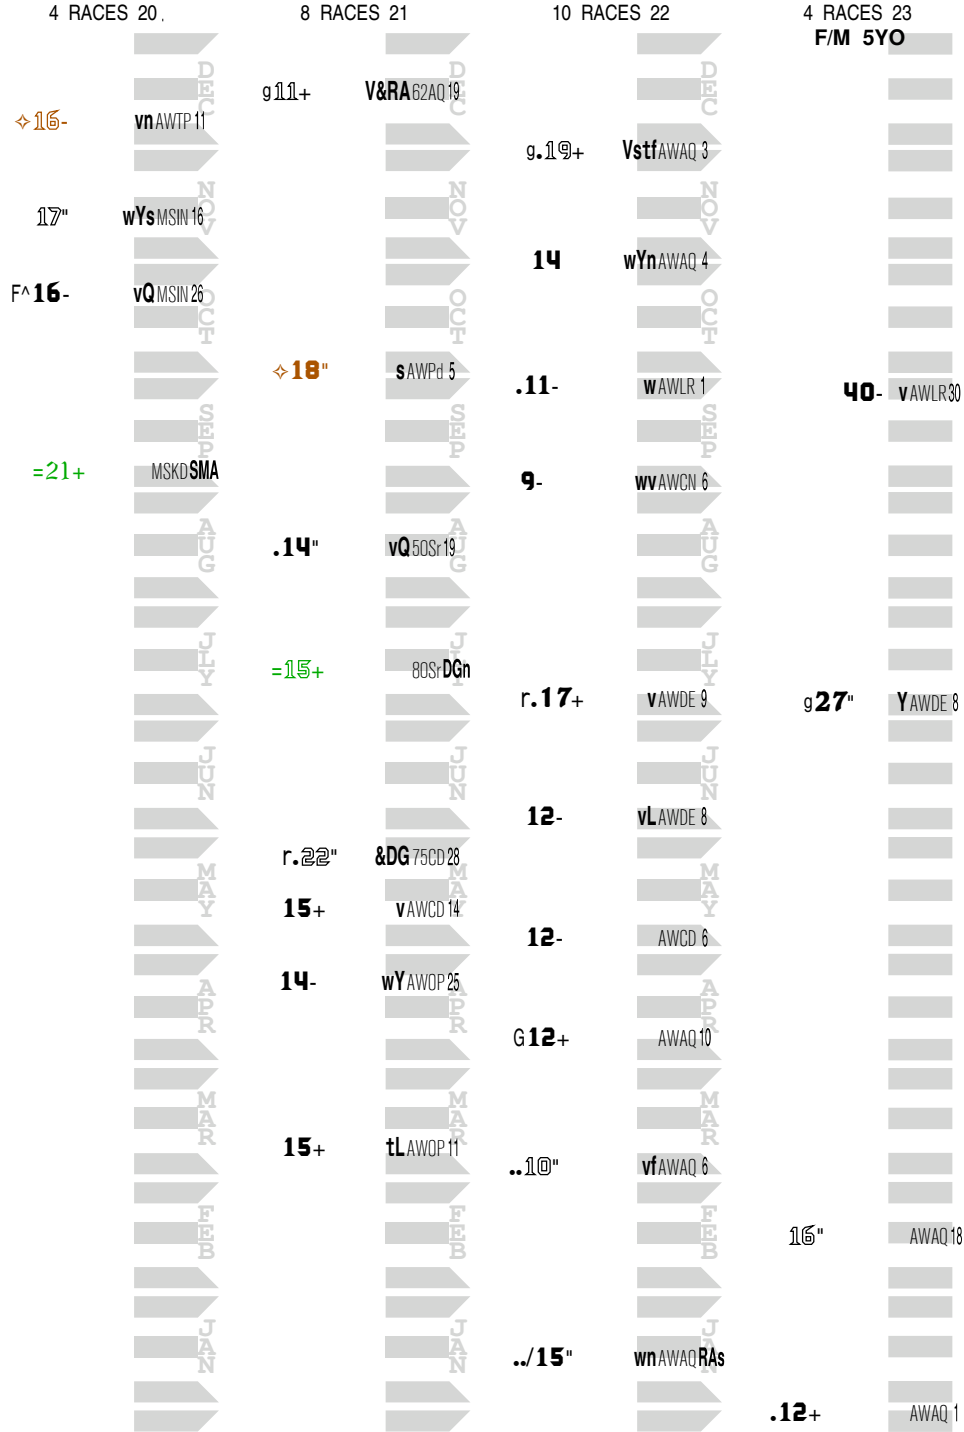 4 RACES 20 . 8 RACES 21 10 RACES 22 4 RACES 23
F/M 5YO
DEC
g11+ V&RA 62AQ 19
16- vn AWTP 11
g.19+ Vstf AWAQ 3
NOV
17" wYs MSIN 16
14 wYn AWAQ 4
F^16- vQ MSIN 26
OCT
18" s AWPd 5
.11- w AWLR 1
40- v AWLR 30
SEP
=21+ MSKD SMA
9- wv AWCN 6
AUG
.14" vQ 50Sr 19
JLY
=15+ 80Sr DGn
r.17+ v AWDE 9
g27" Y AWDE 8
JUN
12- vL AWDE 8
r.22" &DG 75CD 28
MAY
15+ v AWCD 14
12- AWCD 6
14- wY AWOP 25
APR
G12+ AWAQ 10
MAR
15+ tL AWOP 11
..10" vf AWAQ 6
FEB
16" AWAQ 18
JAN
../15" wn AWAQ RAs
.12+ AWAQ 1